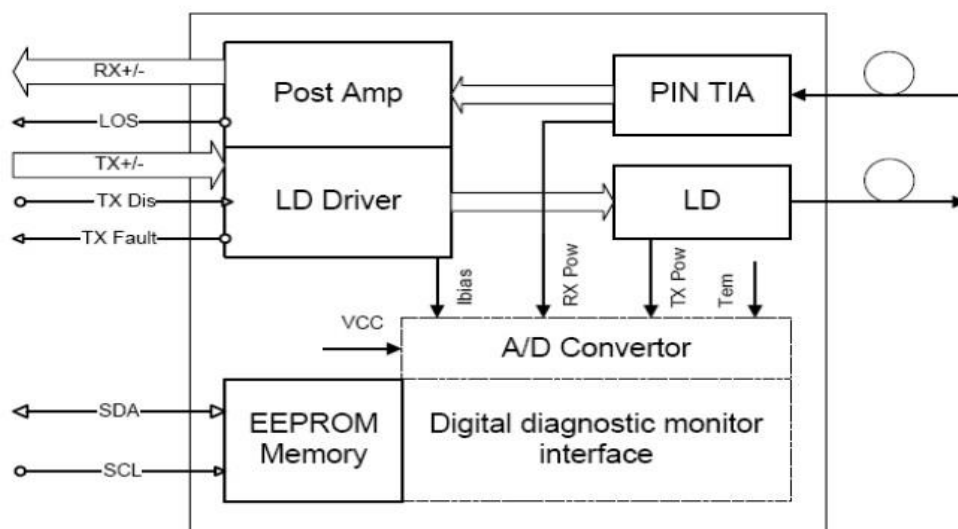 RX+/-
LOS
TX+/-
TX Dis
TX Fault
Post Amp
LD Driver
PIN TIA
LD
Ibias
RX Pow
TX Pow
Tem
VCC
A/D Convertor
SDA
SCL
EEPROM
Memory
Digital diagnostic monitor
interface